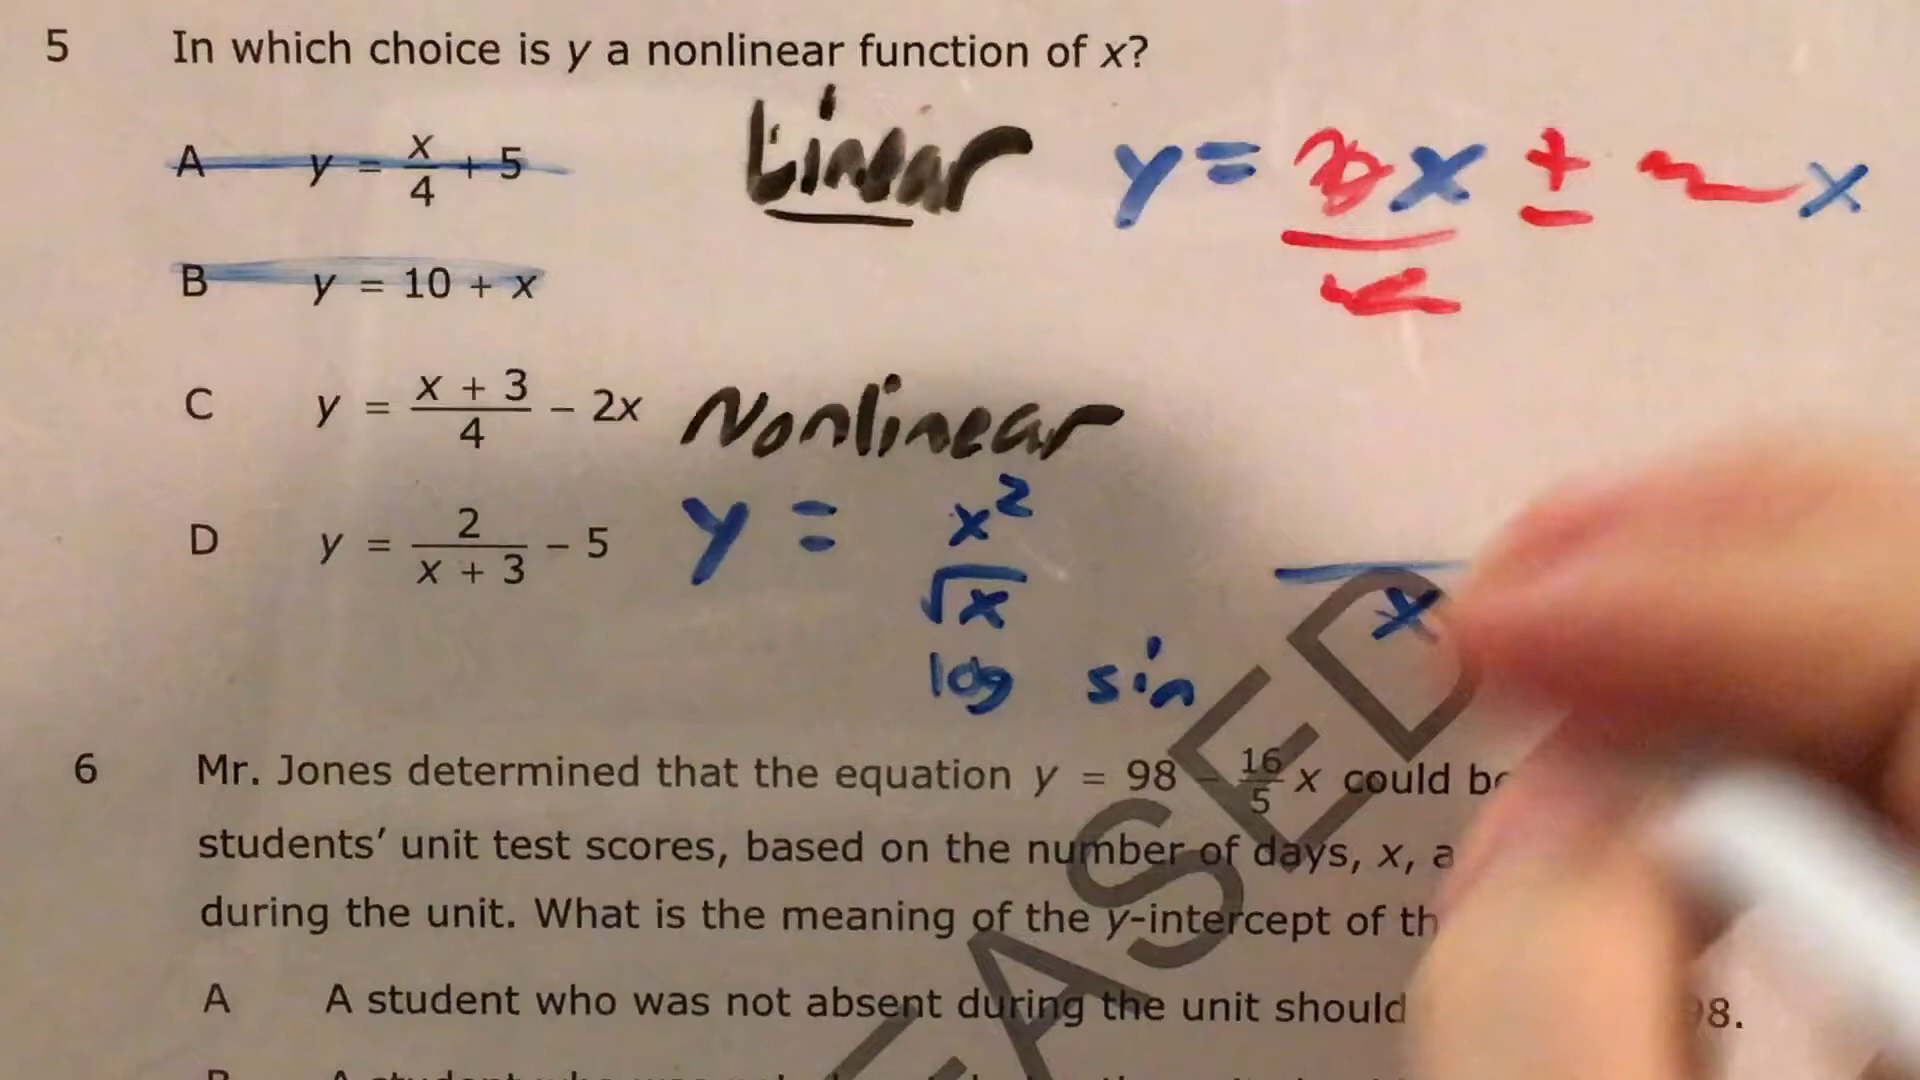 5 In which choice is y a nonlinear function of x?
A y = x/4 + 5
Linear y = x ± x
B y = 10 + x
C y = (x + 3)/4 − 2x
Nonlinear
D y = 2/(x + 3) − 5
y = x²
√x
x
log sin
6 Mr. Jones determined that the equation y = 98 − 16/5 x could
students' unit test scores, based on the number of days, x,
during the unit. What is the meaning of the y-intercept of
A A student who was not absent during the unit should 98.